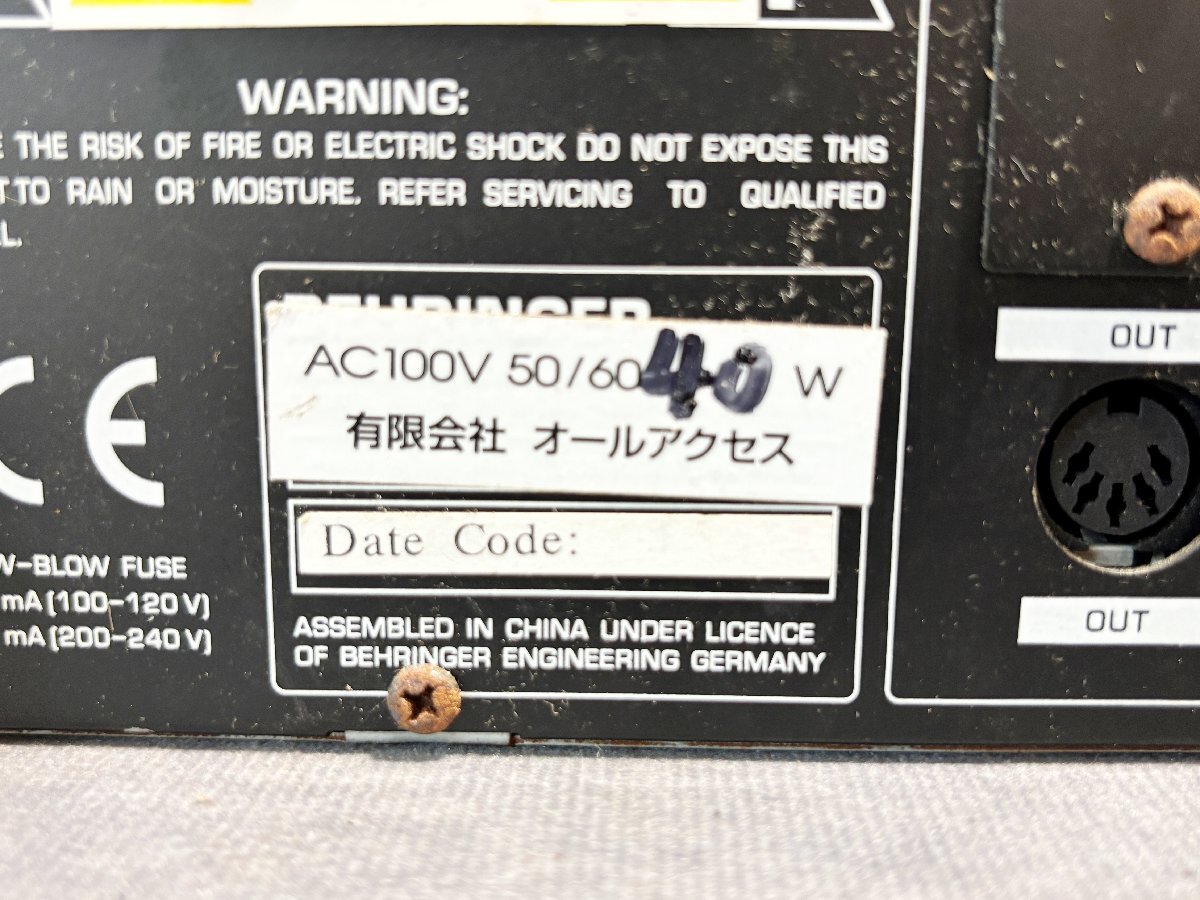 WARNING:
THE RISK OF FIRE OR ELECTRIC SHOCK DO NOT EXPOSE THIS
TO RAIN OR MOISTURE. REFER SERVICING TO QUALIFIED
BEHRINGER
AC100V 50/60 40 W
有限会社 オールアクセス
Date Code:
ASSEMBLED IN CHINA UNDER LICENCE
OF BEHRINGER ENGINEERING GERMANY
CE
-BLOW FUSE
mA (100-120 V)
mA (200-240 V)
OUT
OUT